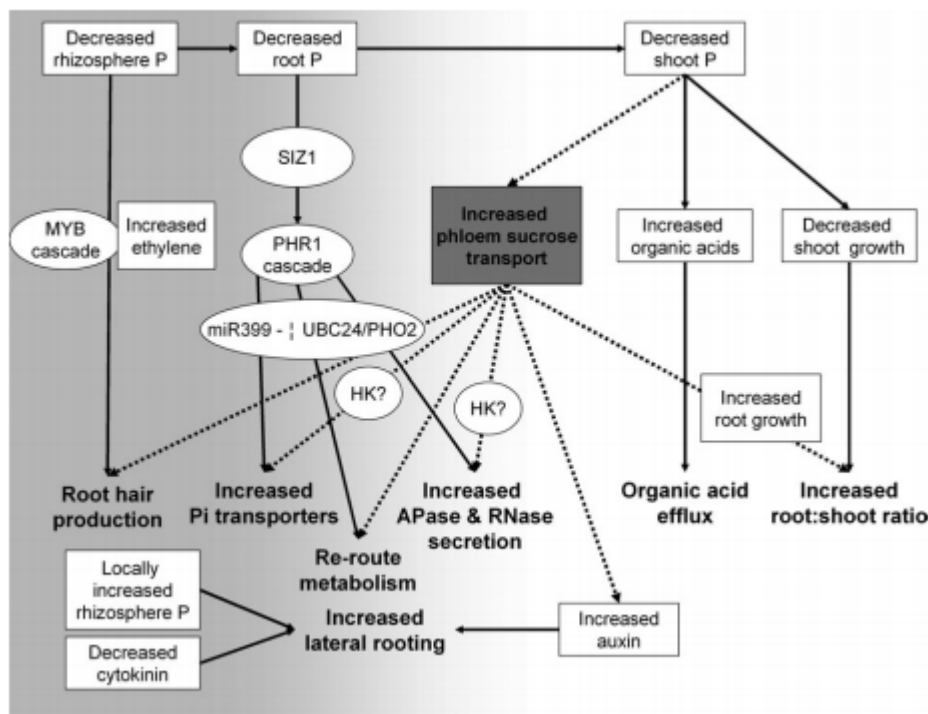 Decreased
rhizosphere P
Decreased
root P
Decreased
shoot P
SIZ1
MYB
cascade
Increased
ethylene
PHR1
cascade
Increased
phloem sucrose
transport
Increased
organic acids
Decreased
shoot growth
miR399 - ¦ UBC24/PHO2
HK?
HK?
Increased
root growth
Root hair
production
Increased
Pi transporters
Increased
APase & RNase
secretion
Organic acid
efflux
Increased
root:shoot ratio
Re-route
metabolism
Locally
increased
rhizosphere P
Decreased
cytokinin
Increased
lateral rooting
Increased
auxin